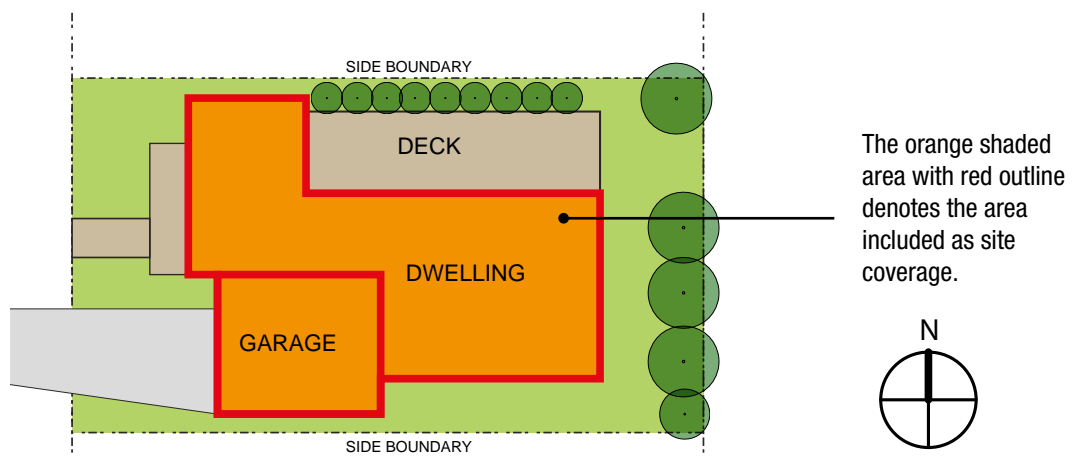 SIDE BOUNDARY
DECK
DWELLING
GARAGE
SIDE BOUNDARY
The orange shaded
area with red outline
denotes the area
included as site
coverage.
N